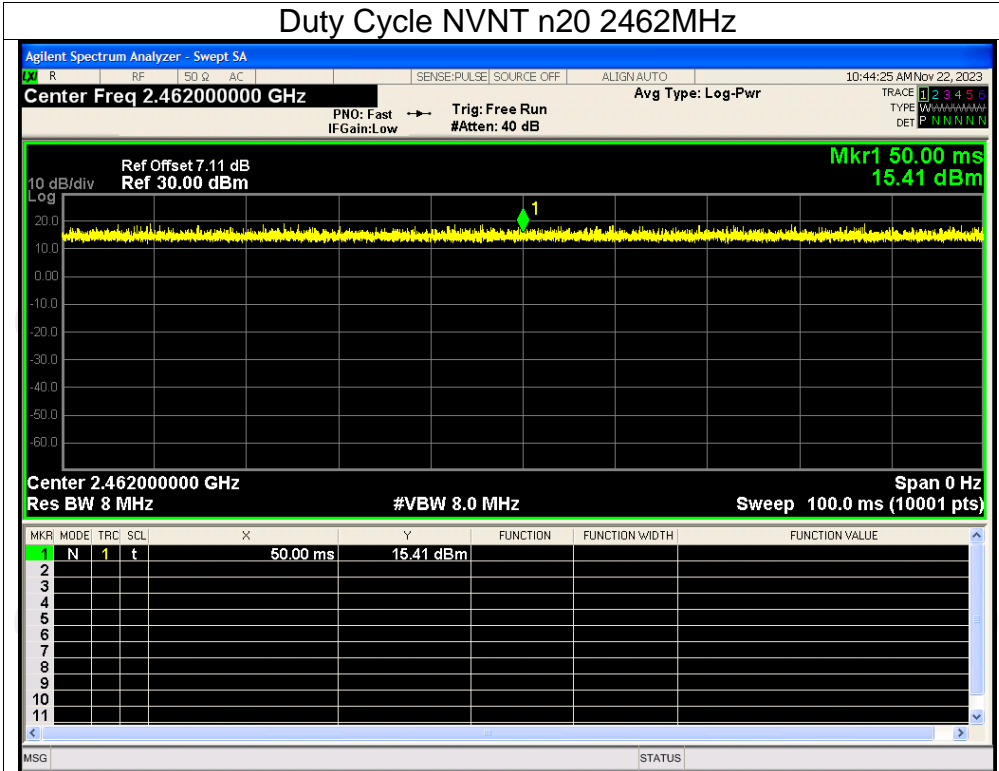 Duty Cycle NVNT n20 2462MHz
Agilent Spectrum Analyzer - Swept SA
LXI R RF 50 Ω AC SENSE:PULSE SOURCE OFF ALIGN AUTO 10:44:25 AM Nov 22, 2023
Center Freq 2.462000000 GHz Avg Type: Log-Pwr TRACE 1 2 3 4 5 6
PNO: Fast Trig: Free Run TYPE WWWWWW
IFGain:Low #Atten: 40 dB DET P N N N N N
Mkr1 50.00 ms
Ref Offset 7.11 dB
10 dB/div Ref 30.00 dBm 15.41 dBm
Log
1
20.0
10.0
0.00
-10.0
-20.0
-30.0
-40.0
-50.0
-60.0
Center 2.462000000 GHz Span 0 Hz
Res BW 8 MHz #VBW 8.0 MHz Sweep 100.0 ms (10001 pts)
MKR MODE TRC SCL X Y FUNCTION FUNCTION WIDTH FUNCTION VALUE
1 N 1 t 50.00 ms 15.41 dBm
2
3
4
5
6
7
8
9
10
11
MSG STATUS